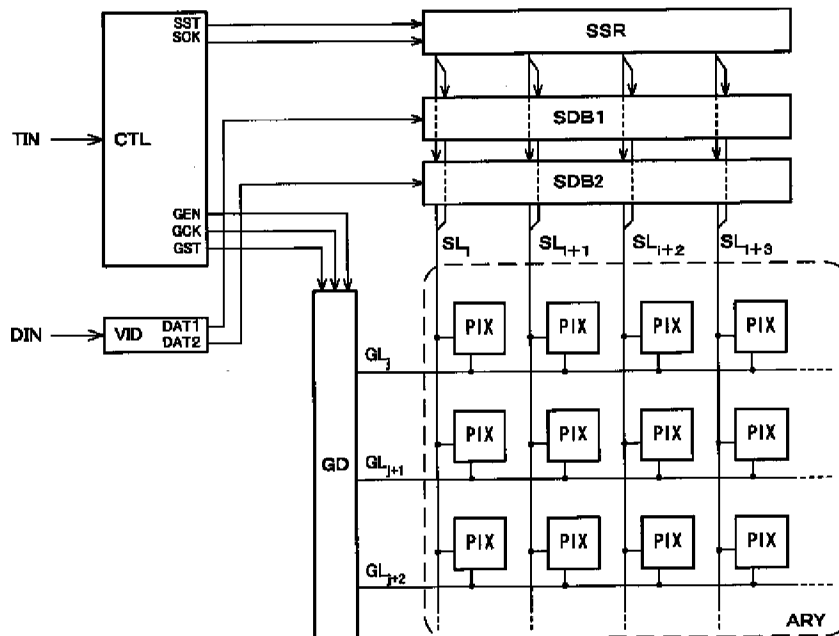 SST
SCK
SSR
SDB1
TIN
CTL
SDB2
GEN
GCK
GST
SLi SLi+1 SLi+2 SLi+3
DIN
VID
DAT1
DAT2
PIX PIX PIX PIX
GLj
GD
PIX PIX PIX PIX
GLj+1
PIX PIX PIX PIX
GLj+2
ARY